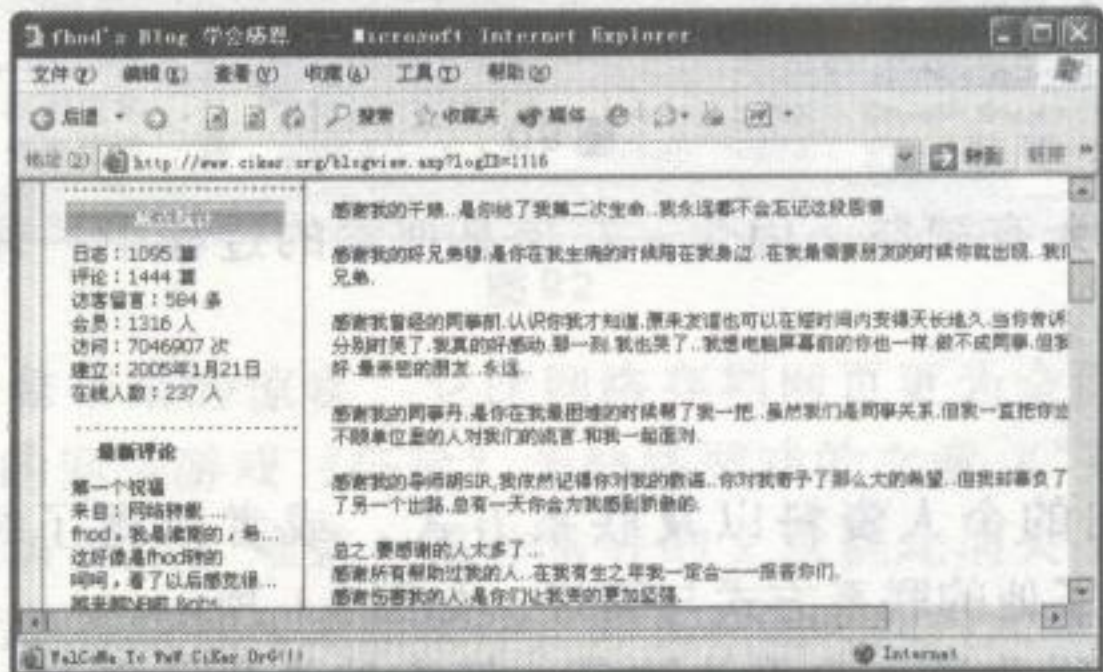 fhod's Blog 学会感恩 - - Microsoft Internet Explorer
文件(F) 编辑(E) 查看(V) 收藏(A) 工具(T) 帮助(H)
后退 搜索 收藏夹 媒体
地址(D) http://www.ciker.org/blogview.asp?logID=1116 转到 链接 »
日志：1095 篇
评论：1444 篇
访客留言：584 条
会员：1316 人
访问：7046907 次
建立：2005年1月21日
在线人数：237 人
最新评论
第一个祝福
来自：网络转载 ...
fhod，我是淮南的，易...
这好像是fhod转的
呵呵，看了以后感觉很...
越来越NB啦 &nbs
感谢我的干娘..是你给了我第二次生命..我永远都不会忘记这段恩情
感谢我的好兄弟穆.是你在我生病的时候陪在我身边..在我最需要朋友的时候你就出现..我们
兄弟.
感谢我曾经的同事刚.认识你我才知道.原来友谊也可以在短时间内变得天长地久.当你告诉
分别时哭了.我真的好感动.那一刻.我也哭了..我想电脑屏幕前的你也一样.做不成同事.但我
好.最亲密的朋友..永远..
感谢我的同事丹.是你在我最困难的时候帮了我一把..虽然我们是同事关系.但我一直把你当
不顾单位里的人对我们的流言.和我一起面对.
感谢我的导师胡SIR,我依然记得你对我的教诲..你对我寄予了那么大的希望..但我却辜负了
了另一个出路.总有一天你会为我感到骄傲的.
总之.要感谢的人太多了...
感谢所有帮助过我的人..在我有生之年我一定会一一报答你们.
感谢伤害我的人.是你们让我变的更加坚强.
WelCoMe To WwW.CiKer.OrG!!!
Internet